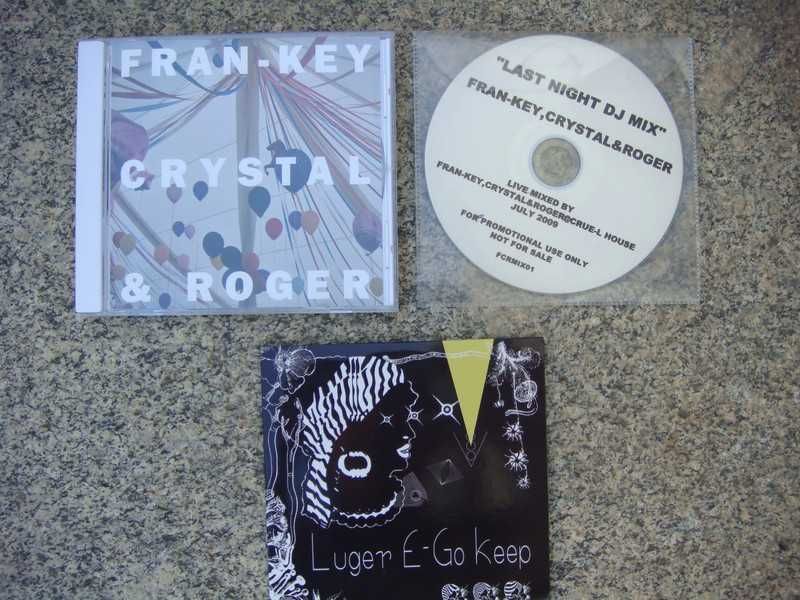 FRAN-KEY
CRYSTAL
& ROGER
"LAST NIGHT DJ MIX"
FRAN-KEY,CRYSTAL&ROGER
LIVE MIXED BY
FRAN-KEY,CRYSTAL&ROGER@CRUE-L HOUSE
JULY 2009
FOR PROMOTIONAL USE ONLY
NOT FOR SALE
FCRMIX01
Luger E-Go Keep